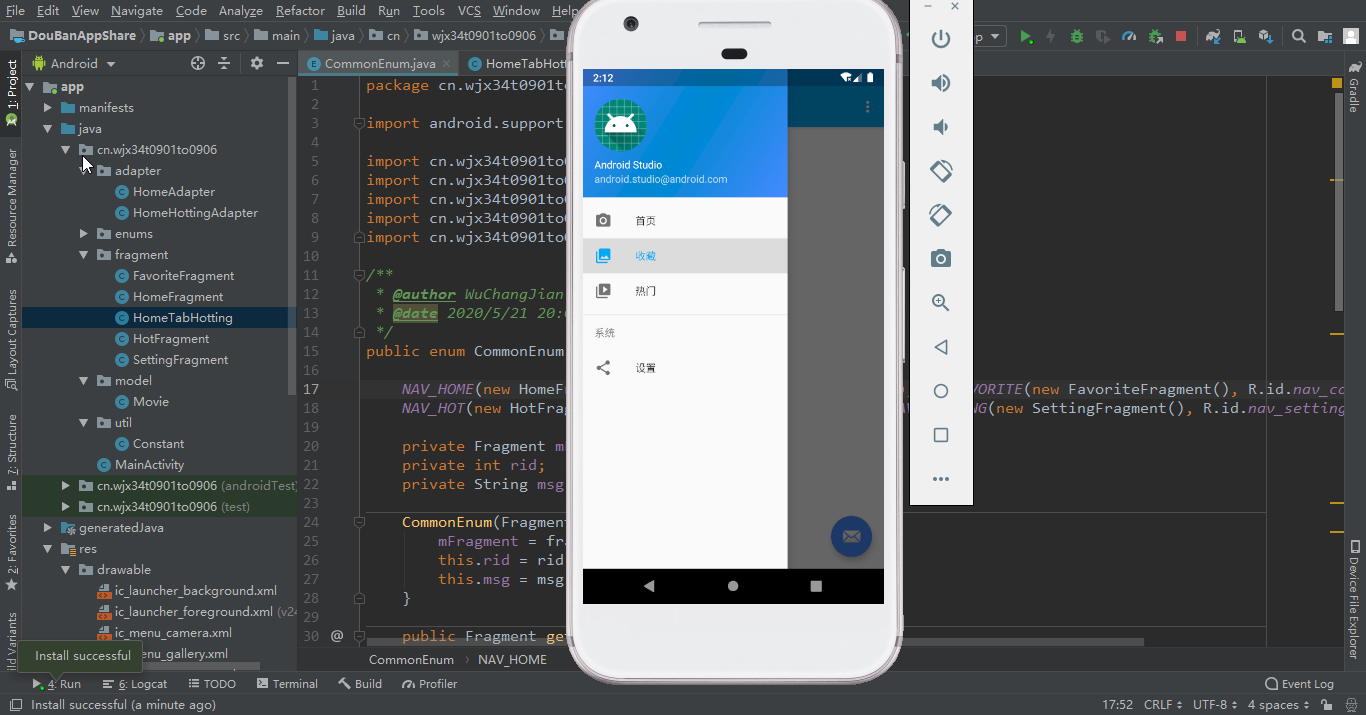 File Edit View Navigate Code Analyze Refactor Build Run Tools VCS Window Help
DouBanAppShare app src main java cn wjx34t0901to0906
Android
CommonEnum.java
HomeTabHott
1: Project
Resource Manager
Layout Captures
7: Structure
2: Favorites
ild Variants
app
manifests
java
cn.wjx34t0901to0906
adapter
HomeAdapter
HomeHottingAdapter
enums
fragment
FavoriteFragment
HomeFragment
HomeTabHotting
HotFragment
SettingFragment
model
Movie
util
Constant
MainActivity
cn.wjx34t0901to0906 (androidTest)
cn.wjx34t0901to0906 (test)
generatedJava
res
drawable
ic_launcher_background.xml
ic_launcher_foreground.xml (v24
ic_menu_camera.xml
enu_gallery.xml
Install successful
1 package cn.wjx34t0901to
2
3 import android.support
4
5 import cn.wjx34t0901to
6 import cn.wjx34t0901to
7 import cn.wjx34t0901to
8 import cn.wjx34t0901to
9 import cn.wjx34t0901to
10
11 /**
12 * @author WuChangJian
13 * @date 2020/5/21 20:
14 */
15 public enum CommonEnum
16
17 NAV_HOME(new HomeF VORITE(new FavoriteFragment(), R.id.nav_co
18 NAV_HOT(new HotFrag NG(new SettingFragment(), R.id.nav_setting
19
20 private Fragment m
21 private int rid;
22 private String msg
23
24 CommonEnum(Fragment
25 mFragment = fra
26 this.rid = rid
27 this.msg = msg
28 }
29
30 @ public Fragment get
CommonEnum › NAV_HOME
2:12
Android Studio
android.studio@android.com
首页
收藏
热门
系统
设置
p
Gradle
Device File Explorer
4: Run 6: Logcat TODO Terminal Build Profiler Event Log
Install successful (a minute ago) 17:52 CRLF UTF-8 4 spaces